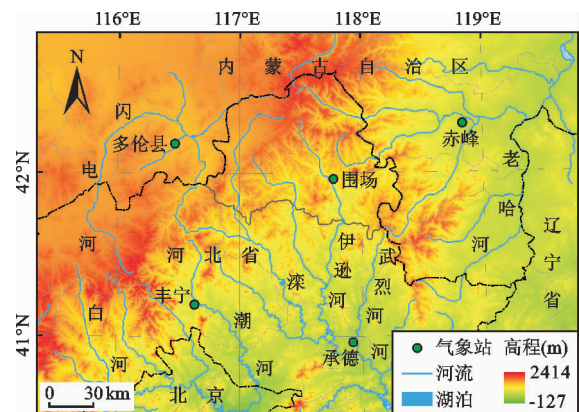 116°E 117°E 118°E 119°E
N
内蒙古自治区
闪电河
多伦县
赤峰
42°N
围场
老哈河
辽宁省
河北省
滦河
伊逊河
武烈河
丰宁
潮河
白河
41°N
承德
北京
0 30 km
气象站
河流
湖泊
高程(m)
2414
-127